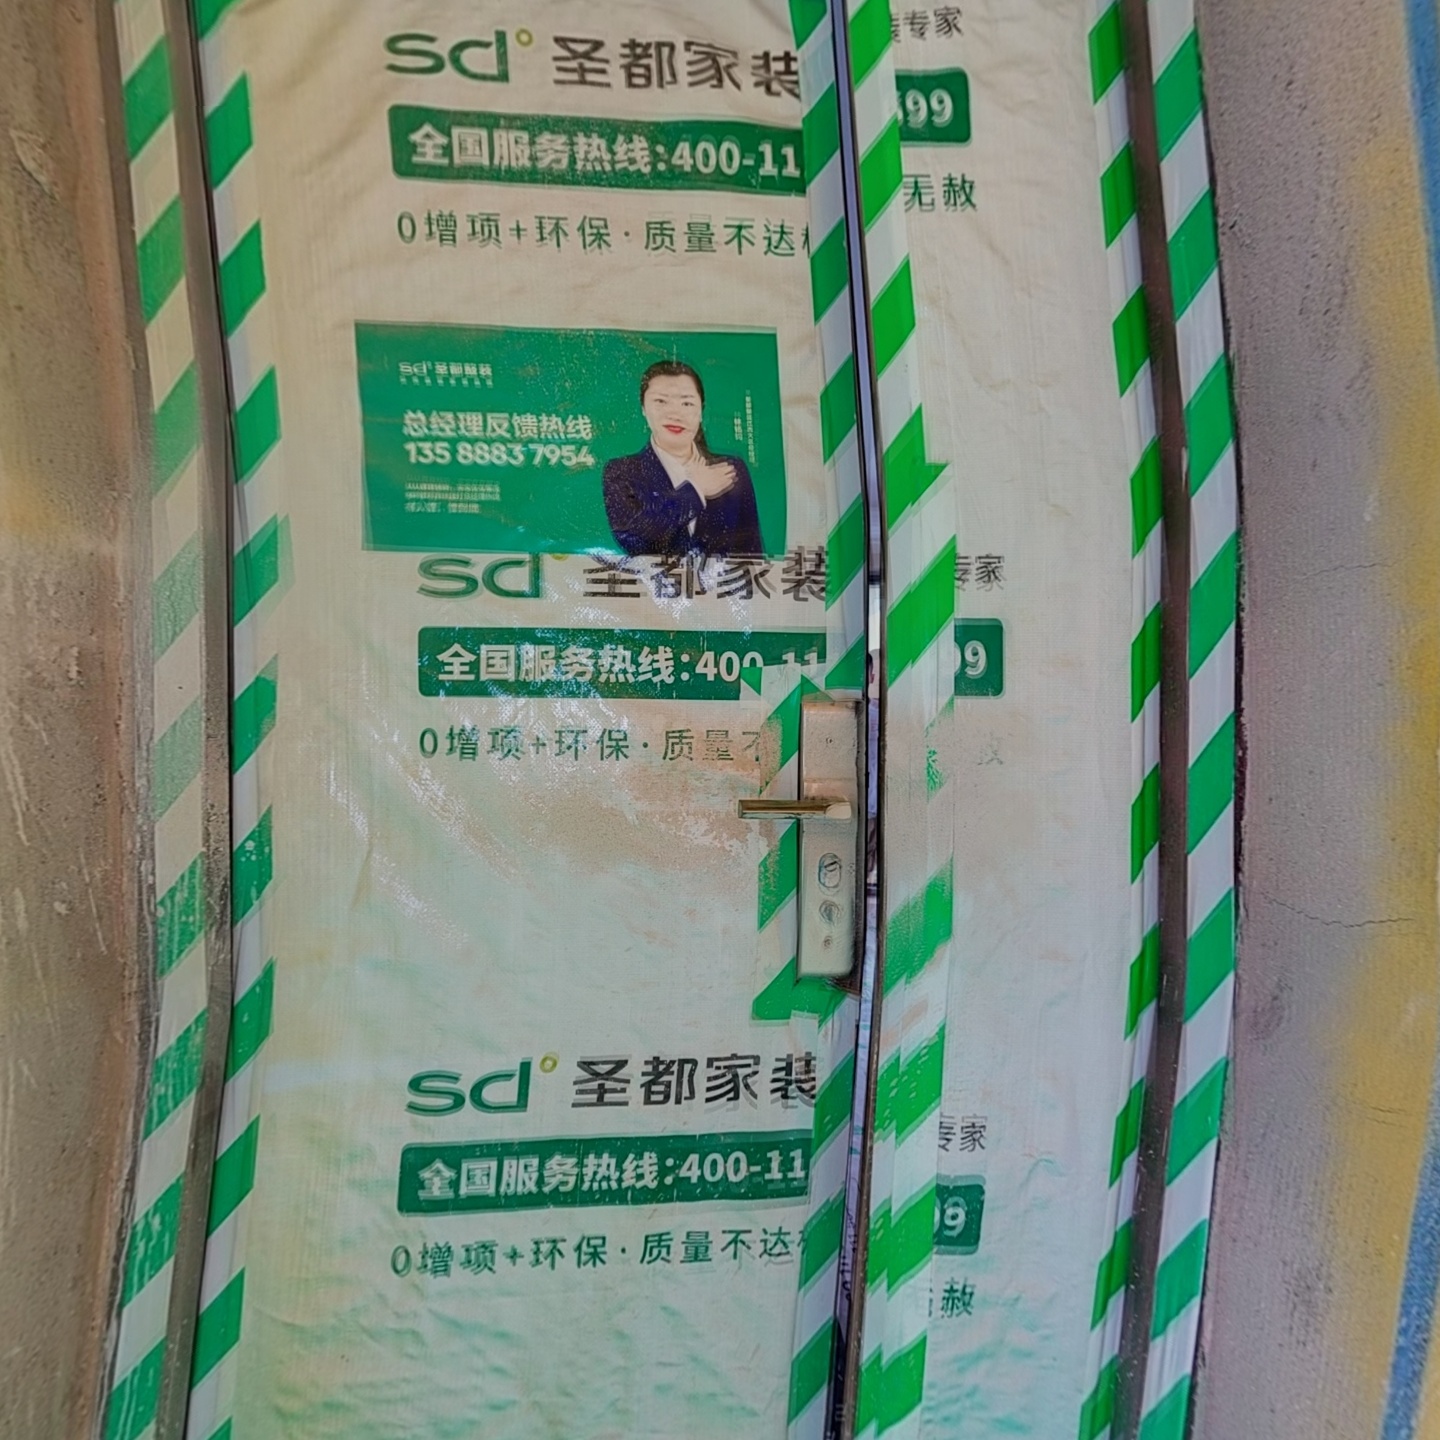 sd 圣都家装
专家
全国服务热线:400-11
599
0增项+环保·质量不达
无赦
sd 圣都整装
总经理反馈热线
135 8883 7954
sd 圣都家装
专家
全国服务热线:400-11
99
0增项+环保·质量不
sd 圣都家装
专家
全国服务热线:400-11
99
0增项+环保·质量不达
赦